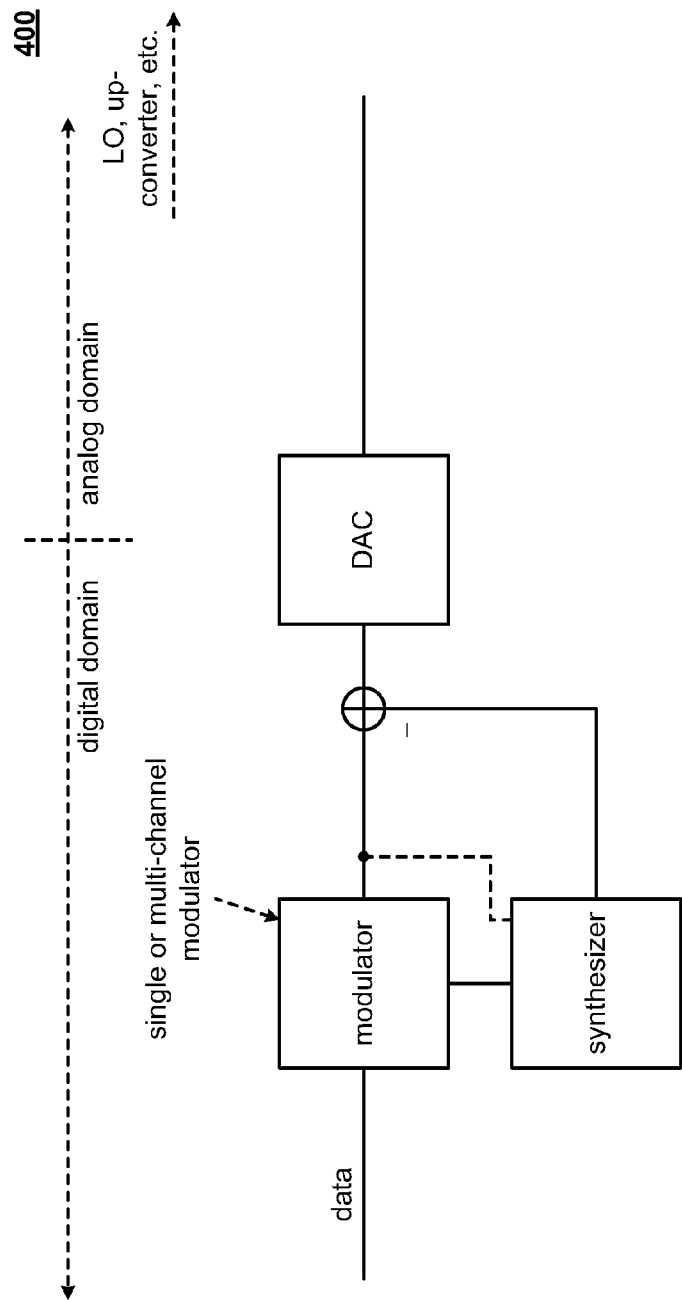 400
LO, up-
converter, etc.
digital domain
analog domain
single or multi-channel
modulator
data
modulator
–
DAC
synthesizer